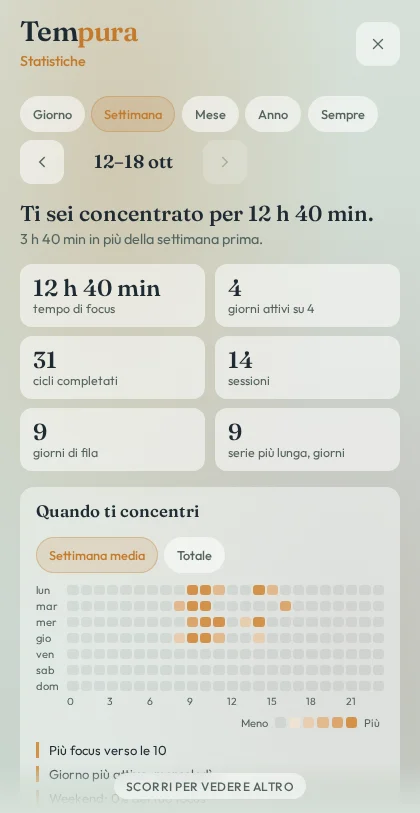 Tempura
Statistiche
Giorno Settimana Mese Anno Sempre
12–18 ott
Ti sei concentrato per 12 h 40 min.
3 h 40 min in più della settimana prima.
12 h 40 min
tempo di focus
4
giorni attivi su 4
31
cicli completati
14
sessioni
9
giorni di fila
9
serie più lunga, giorni
Quando ti concentri
Settimana media Totale
lun
mar
mer
gio
ven
sab
dom
0 3 6 9 12 15 18 21
Meno Più
Più focus verso le 10
Giorno più
SCORRI PER VEDERE ALTRO
Weekend: 0%